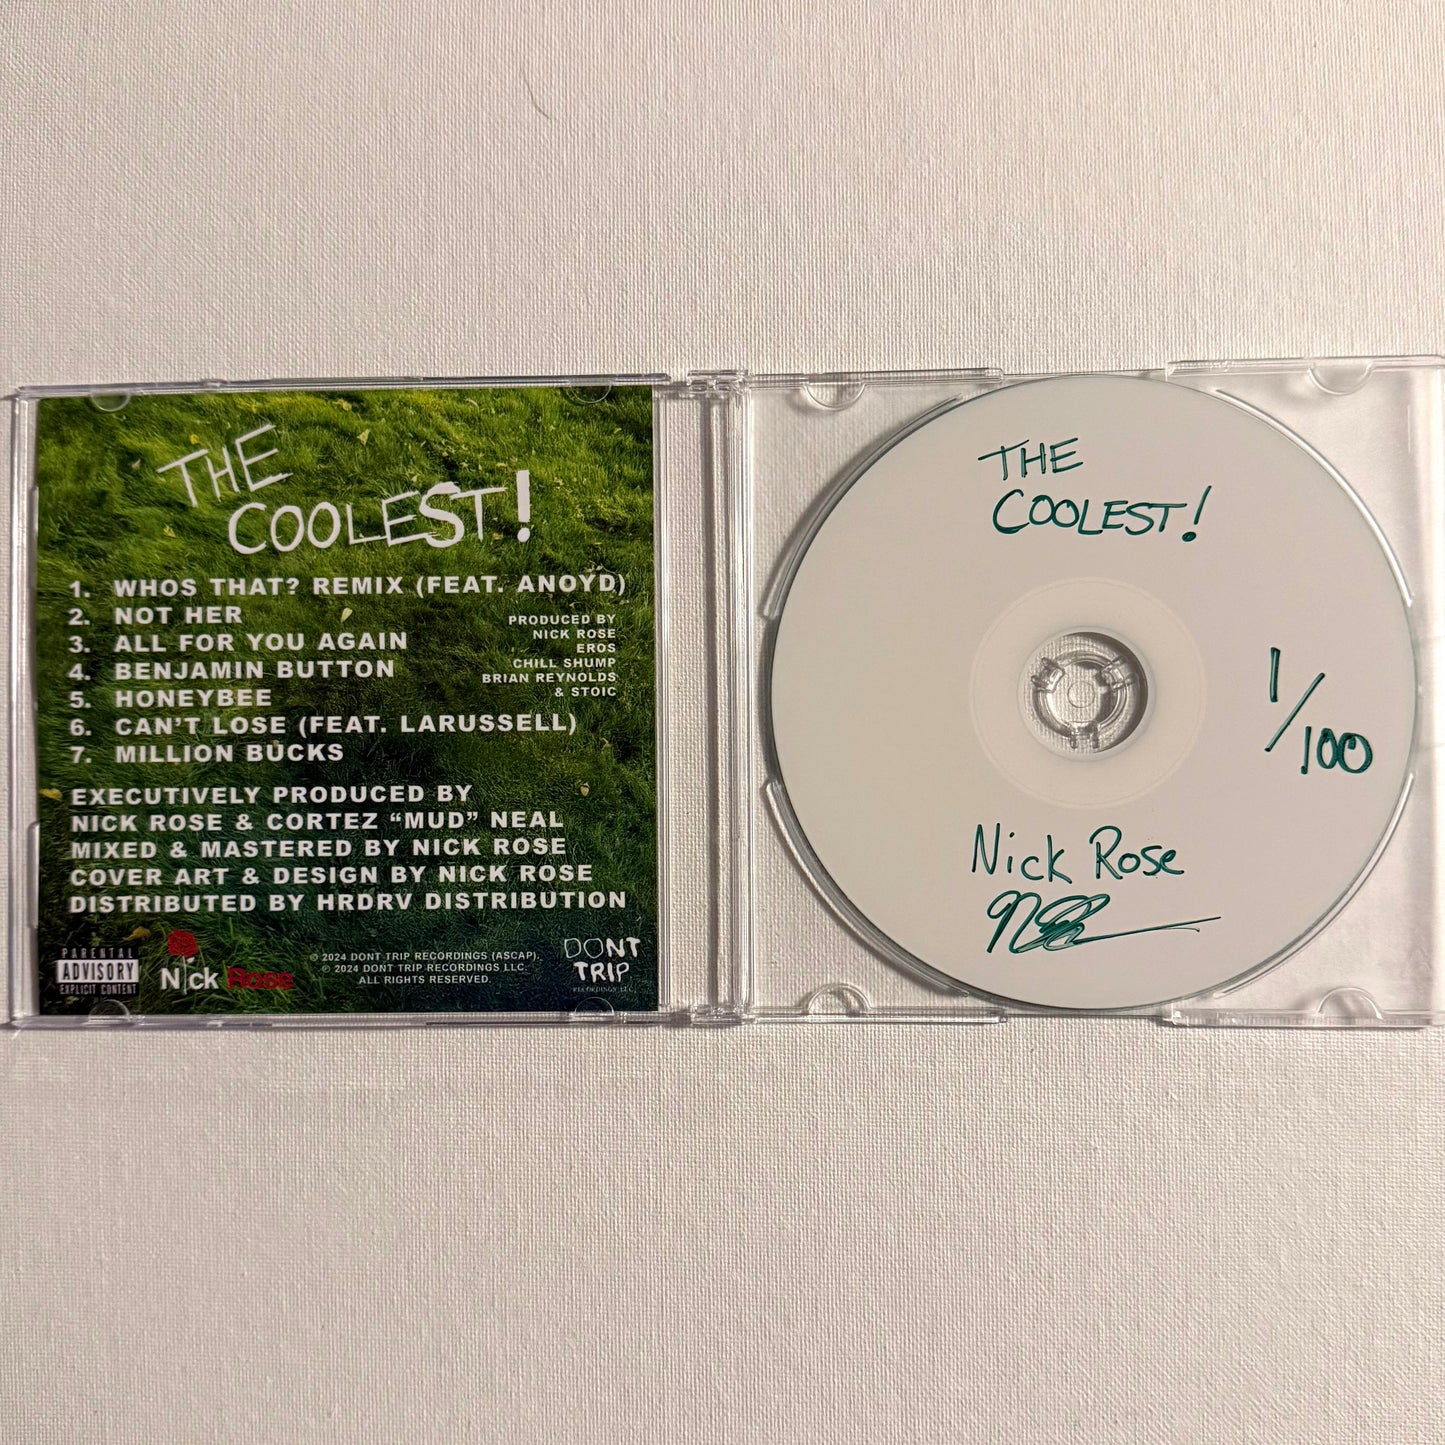 THE
COOLEST!
1. WHOS THAT? REMIX (FEAT. ANOYD)
2. NOT HER
3. ALL FOR YOU AGAIN
4. BENJAMIN BUTTON
5. HONEYBEE
6. CAN'T LOSE (FEAT. LARUSSELL)
7. MILLION BUCKS
PRODUCED BY
NICK ROSE
EROS
CHILL SHUMP
BRIAN REYNOLDS
& STOIC
EXECUTIVELY PRODUCED BY
NICK ROSE & CORTEZ “MUD” NEAL
MIXED & MASTERED BY NICK ROSE
COVER ART & DESIGN BY NICK ROSE
DISTRIBUTED BY HRDRV DISTRIBUTION
PARENTAL
ADVISORY
EXPLICIT CONTENT
Nick Rose
© 2024 DONT TRIP RECORDINGS (ASCAP).
℗ 2024 DONT TRIP RECORDINGS LLC.
ALL RIGHTS RESERVED.
DONT
TRIP
RECORDINGS LLC.
THE
COOLEST!
1/100
Nick Rose